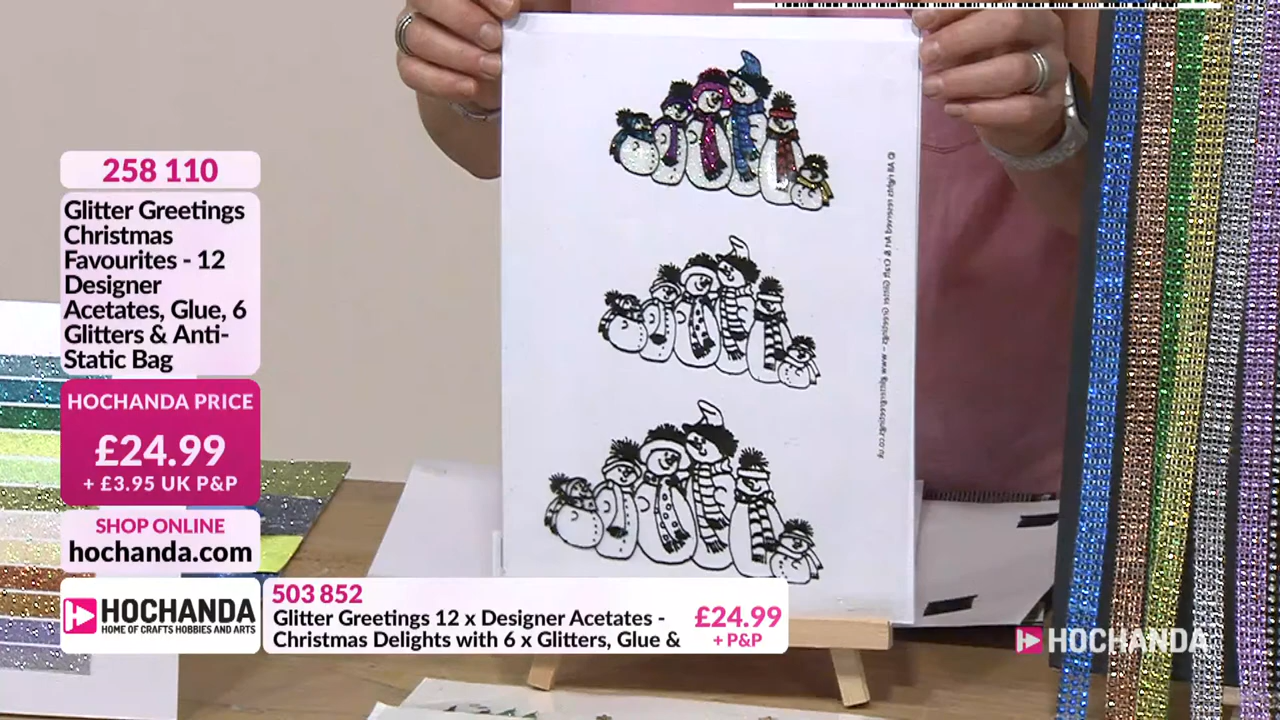 258 110
Glitter Greetings
Christmas
Favourites - 12
Designer
Acetates, Glue, 6
Glitters & Anti-
Static Bag
HOCHANDA PRICE
£24.99
+ £3.95 UK P&P
SHOP ONLINE
hochanda.com
HOCHANDA
HOME OF CRAFTS HOBBIES AND ARTS
503 852
Glitter Greetings 12 x Designer Acetates -
Christmas Delights with 6 x Glitters, Glue &
£24.99
+ P&P
HOCHANDA